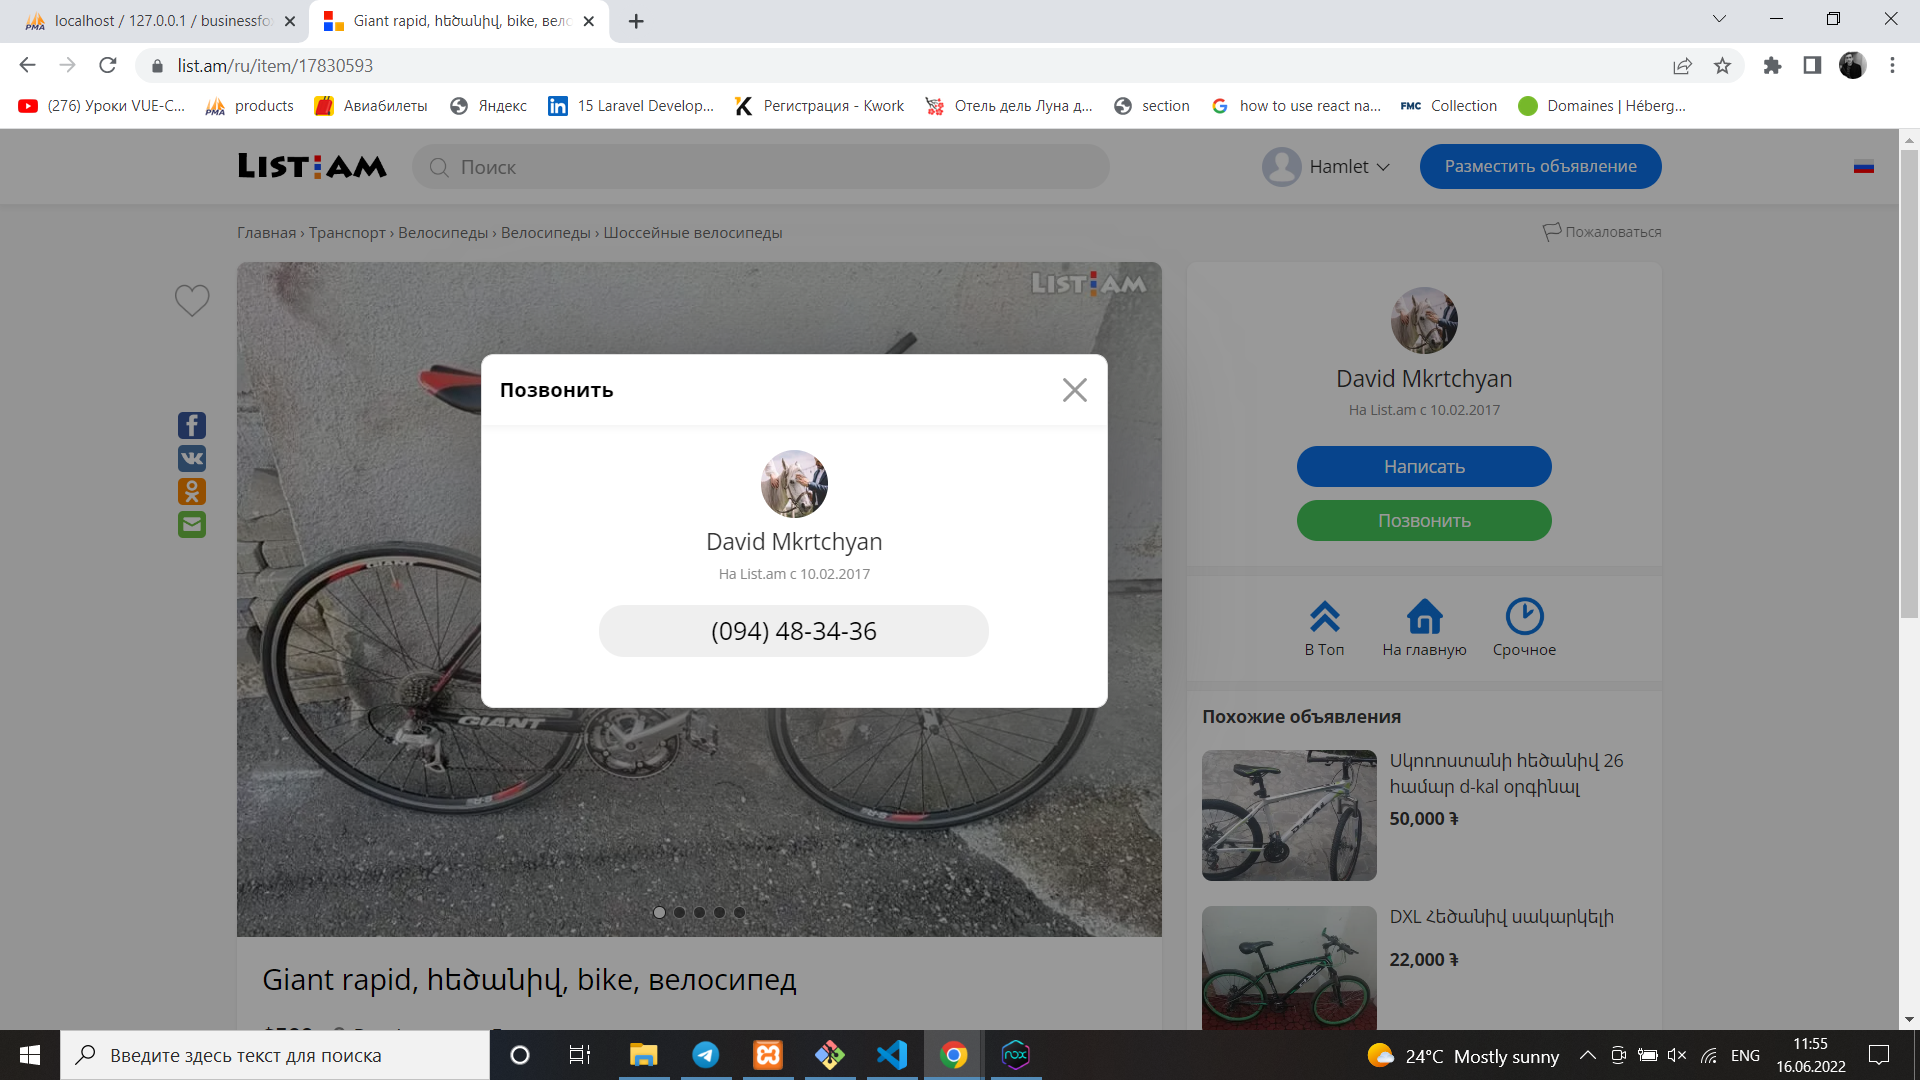 localhost / 127.0.0.1 / businessfo
Giant rapid, հեծանիվ, bike, вело
list.am/ru/item/17830593
(276) Уроки VUE-C...
products
Авиабилеты
Яндекс
15 Laravel Develop...
Регистрация - Kwork
Отель дель Луна д...
section
how to use react na...
FMC Collection
Domaines | Héberg...
LIST.AM
Поиск
Hamlet
Разместить объявление
Главная › Транспорт › Велосипеды › Велосипеды › Шоссейные велосипеды
Пожаловаться
LIST.AM
Позвонить
David Mkrtchyan
На List.am с 10.02.2017
(094) 48-34-36
GIANT
GIANT
David Mkrtchyan
На List.am с 10.02.2017
Написать
Позвонить
В Топ
На главную
Срочное
Похожие объявления
Սկոռոստանի հեծանիվ 26
համար d-kal օրգինալ
50,000 ֏
DXL Հեծանիվ սակարկելի
22,000 ֏
Giant rapid, հեծանիվ, bike, велосипед
Введите здесь текст для поиска
nox
24°C Mostly sunny
ENG
11:55
16.06.2022